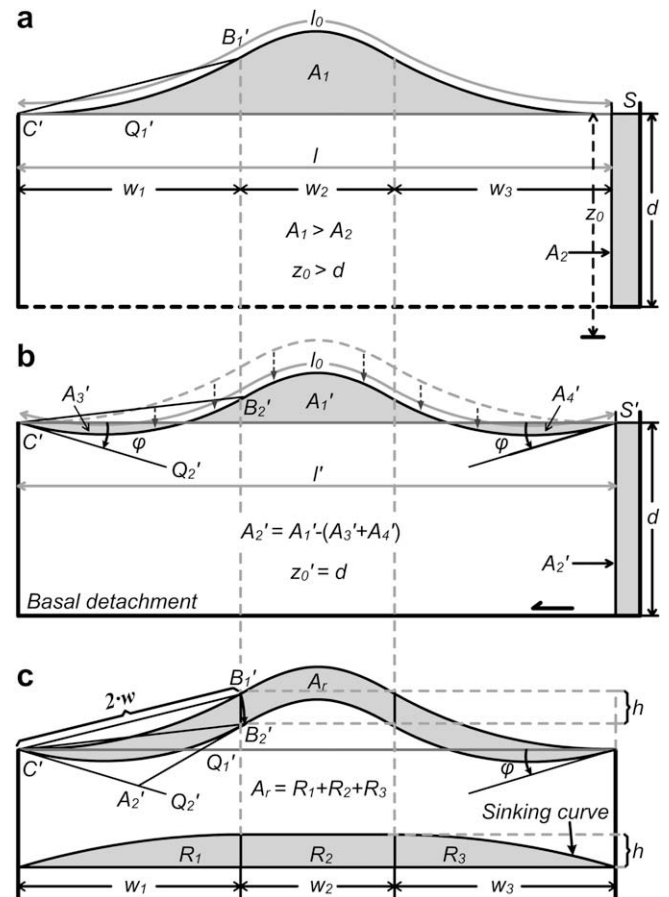 a
l₀
B₁'
A₁
S
C'
Q₁'
l
w₁
w₂
w₃
z₀
d
A₁ > A₂
A₂
z₀ > d
b
l₀
A₃'
A₄'
B₂'
A₁'
S'
C'
φ
φ
Q₂'
l'
d
A₂' = A₁'-(A₃'+A₄')
z₀' = d
A₂'
Basal detachment
c
B₁'
2·w
Aᵣ
h
B₂'
C'
Q₁'
φ
A₂'
Q₂'
Aᵣ = R₁+R₂+R₃
Sinking curve
R₁
R₂
R₃
h
w₁
w₂
w₃